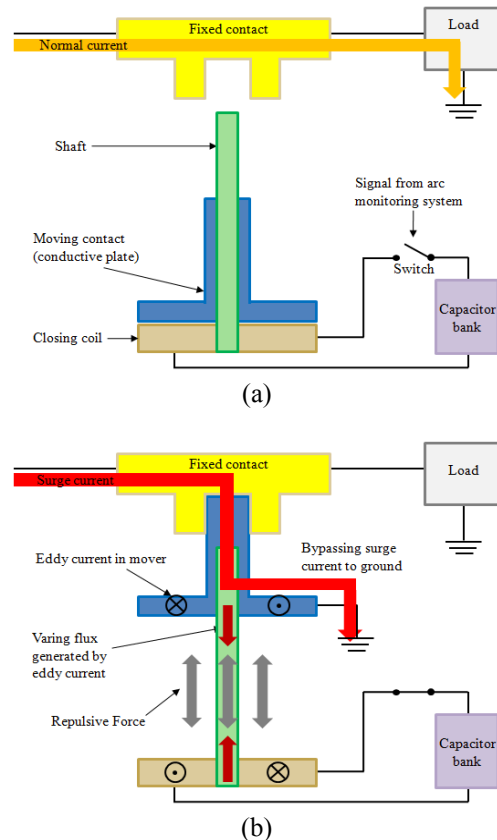 Fixed contact
Load
Normal current
Shaft
Signal from arc
monitoring system
Moving contact
(conductive plate)
Switch
Capacitor
bank
Closing coil
(a)
Fixed contact
Load
Surge current
Eddy current in mover
Bypassing surge
current to ground
Varing flux
generated by
eddy current
Repulsive Force
Capacitor
bank
(b)